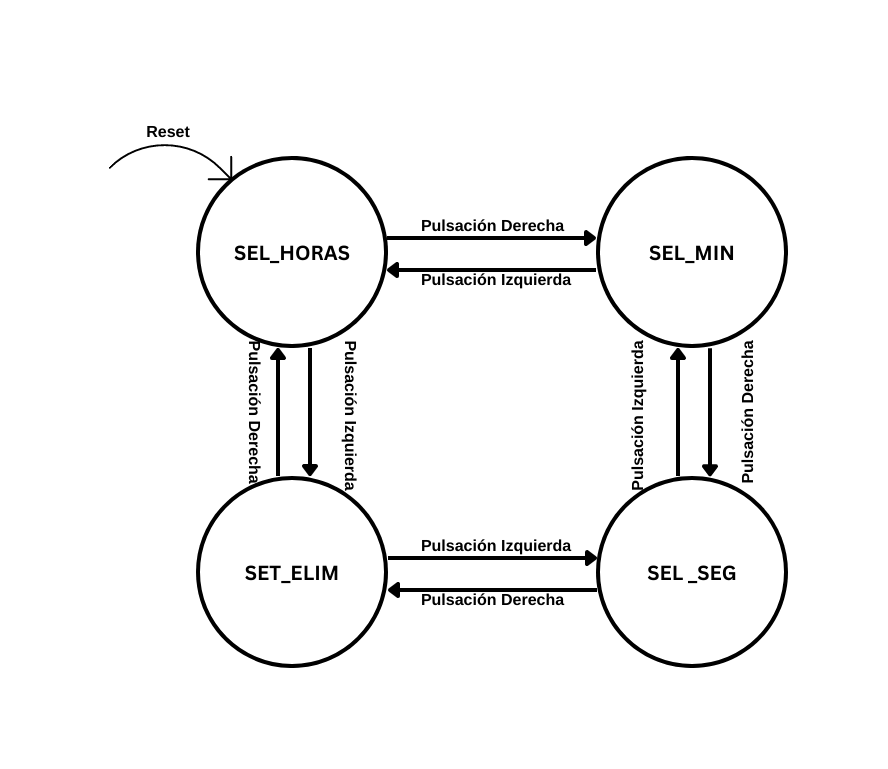 Reset
SEL_HORAS
Pulsación Derecha
Pulsación Izquierda
SEL_MIN
Pulsación Derecha
Pulsación Izquierda
Pulsación Izquierda
Pulsación Derecha
SET_ELIM
Pulsación Izquierda
Pulsación Derecha
SEL _SEG